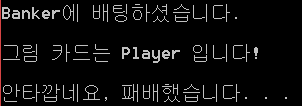 Banker에 배팅하셨습니다.
그림 카드는 Player 입니다!
안타깝네요, 패배했습니다. . .